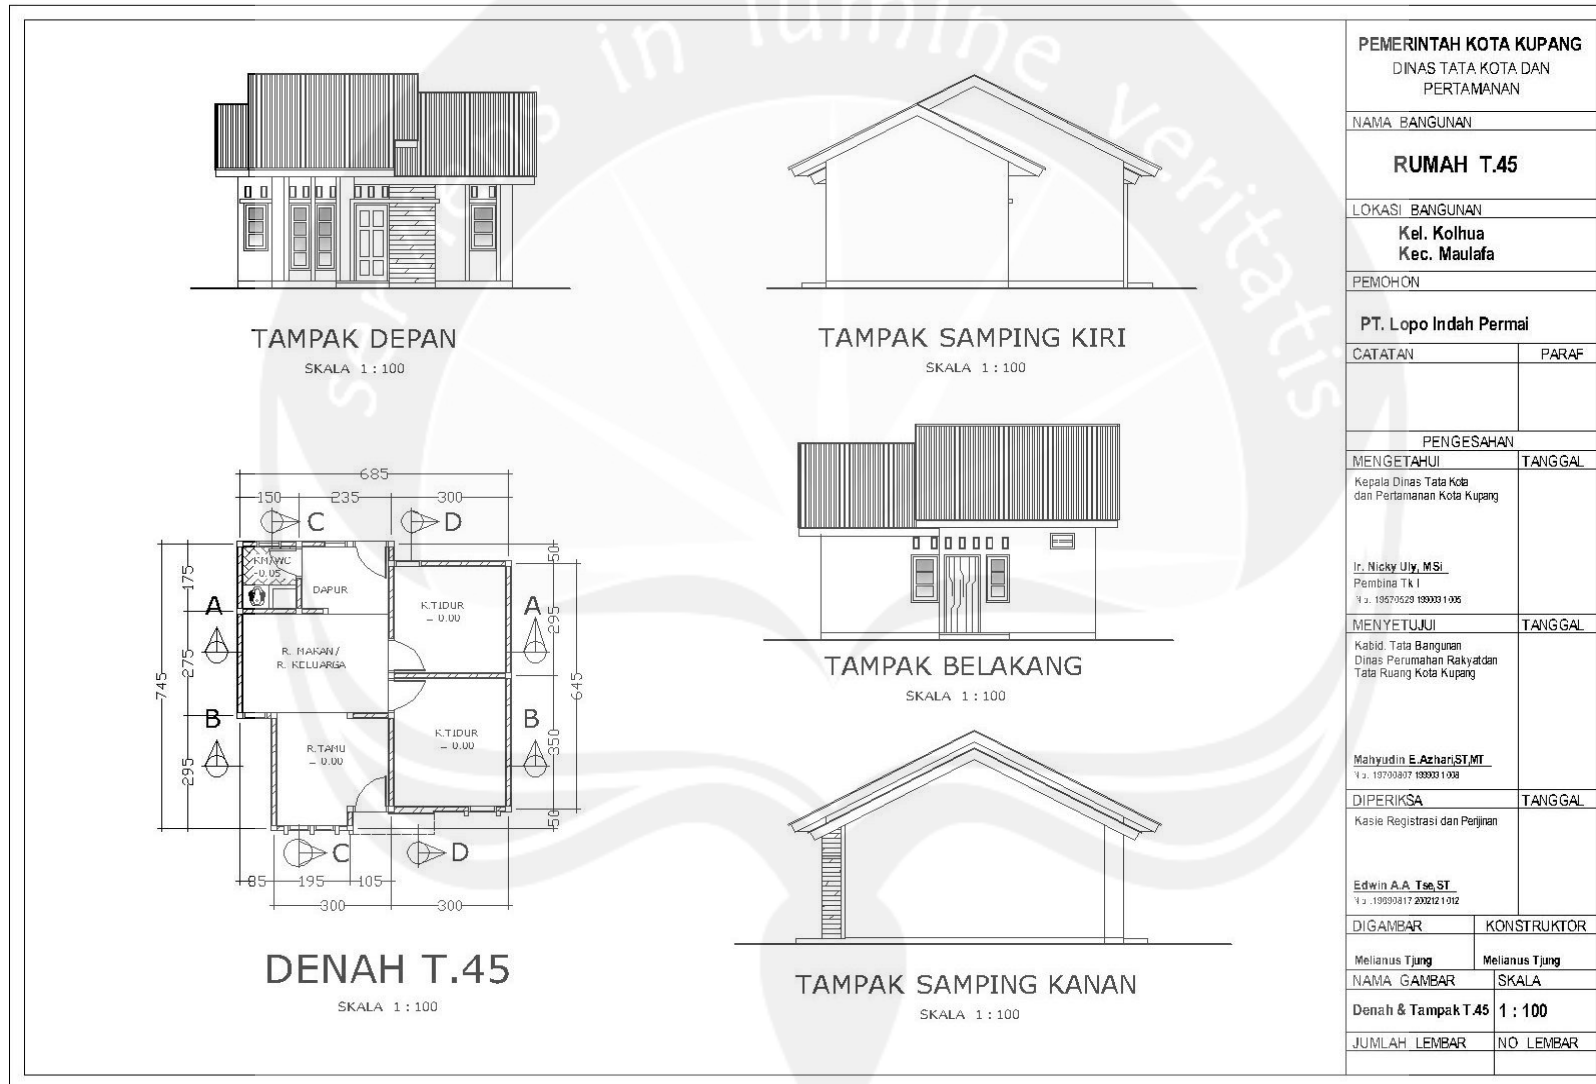 sapiens in lumine veritatis
TAMPAK DEPAN
SKALA 1 : 100
TAMPAK SAMPING KIRI
SKALA 1 : 100
685
150 235 300
C D
745
175
275
295
A
B
KM/WC
-0.05
DAPUR
K.TIDUR
0.00
R. MAKAN/
R. KELUARGA
R.TAMU
0.00
K.TIDUR
0.00
A
B
50
295
350
50
645
C D
85 195 105
300 300
DENAH T.45
SKALA 1 : 100
TAMPAK BELAKANG
SKALA 1 : 100
TAMPAK SAMPING KANAN
SKALA 1 : 100
PEMERINTAH KOTA KUPANG
DINAS TATA KOTA DAN
PERTAMANAN
NAMA BANGUNAN
RUMAH T.45
LOKASI BANGUNAN
Kel. Kolhua
Kec. Maulafa
PEMOHON
PT. Lopo Indah Permai
CATATAN PARAF
PENGESAHAN
MENGETAHUI TANGGAL
Kepala Dinas Tata Kota
dan Pertamanan Kota Kupang
Ir. Nicky Uly, MSi
Pembina Tk I
MENYETUJUI TANGGAL
Kabid. Tata Bangunan
Dinas Perumahan Rakyatdan
Tata Ruang Kota Kupang
Mahyudin E.Azhari,ST,MT
DIPERIKSA TANGGAL
Kasie Registrasi dan Perijinan
Edwin A.A Tse,ST
DIGAMBAR KONSTRUKTOR
Melianus Tjung Melianus Tjung
NAMA GAMBAR SKALA
Denah & Tampak T.45 1 : 100
JUMLAH LEMBAR NO LEMBAR